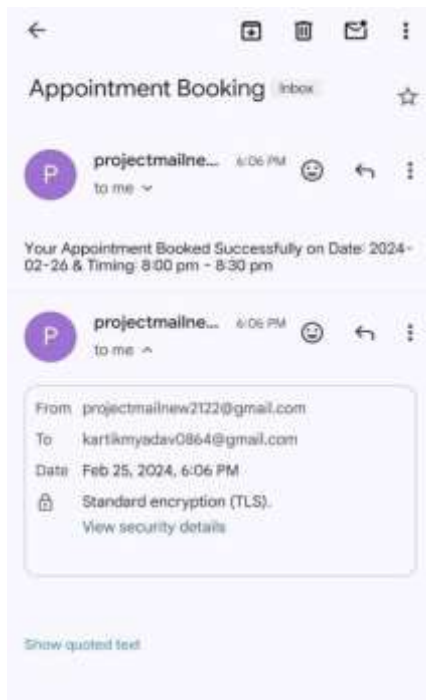 Appointment Booking Inbox
P
projectmailne... 6:06 PM
to me
Your Appointment Booked Successfully on Date: 2024-
02-26 & Timing: 8:00 pm - 8:30 pm
P
projectmailne... 6:06 PM
to me
From projectmailnew2122@gmail.com
To kartikmyadav0864@gmail.com
Date Feb 25, 2024, 6:06 PM
Standard encryption (TLS).
View security details
Show quoted text